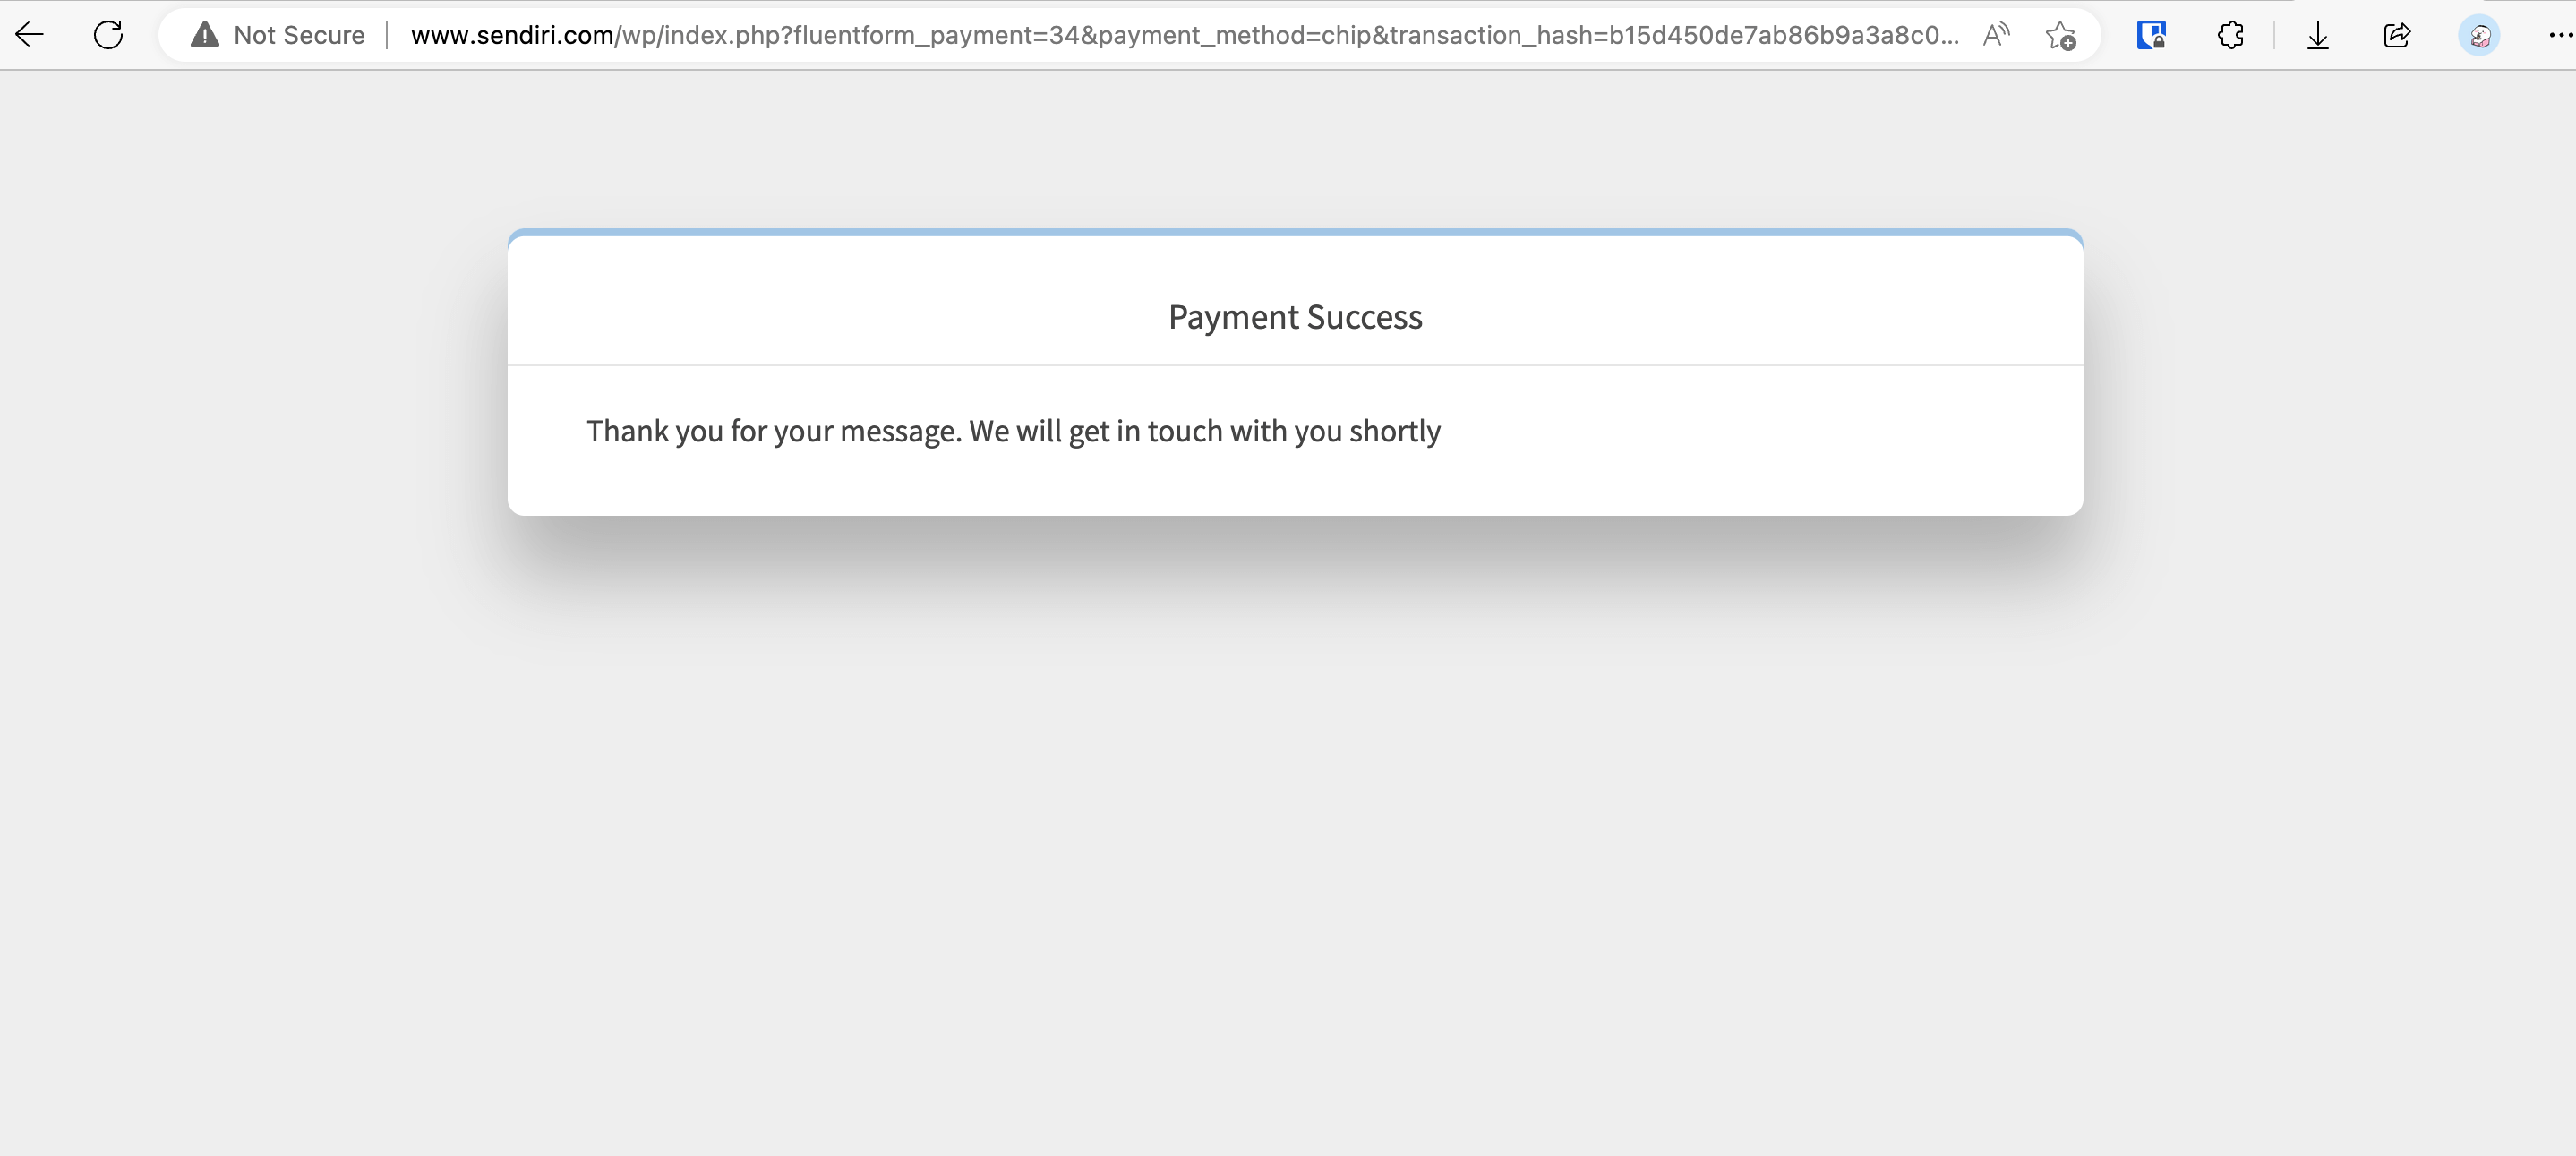 Not Secure
www.sendiri.com/wp/index.php?fluentform_payment=34&payment_method=chip&transaction_hash=b15d450de7ab86b9a3a8c0...
Payment Success
Thank you for your message. We will get in touch with you shortly